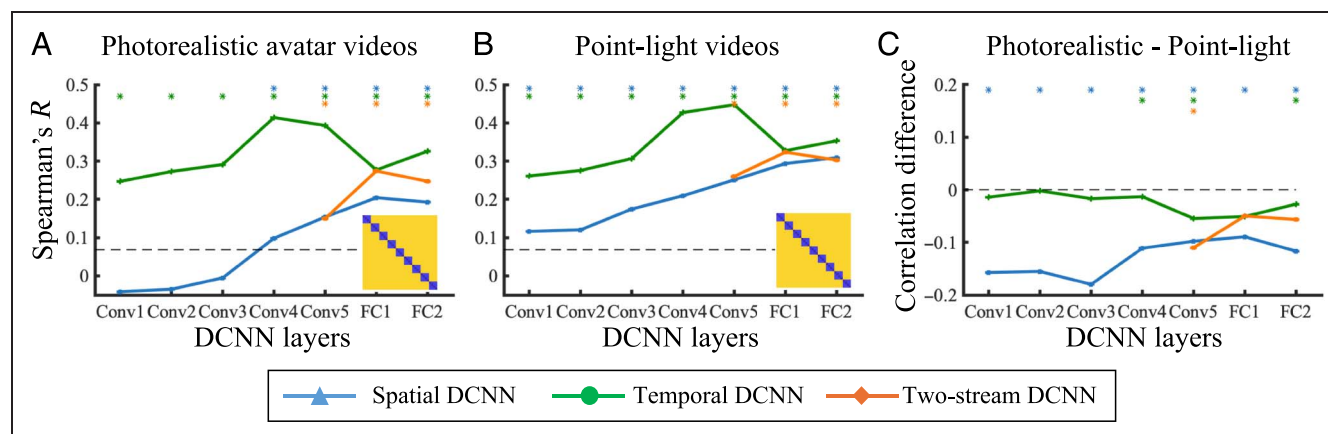 A Photorealistic avatar videos
Spearman's R
0.5
0.4
0.3
0.2
0.1
0
Conv1 Conv2 Conv3 Conv4 Conv5 FC1 FC2
DCNN layers
B Point-light videos
0.5
0.4
0.3
0.2
0.1
0
Conv1 Conv2 Conv3 Conv4 Conv5 FC1 FC2
DCNN layers
C Photorealistic - Point-light
Correlation difference
0.2
0.1
0
−0.1
−0.2
Conv1 Conv2 Conv3 Conv4 Conv5 FC1 FC2
DCNN layers
Spatial DCNN Temporal DCNN Two-stream DCNN